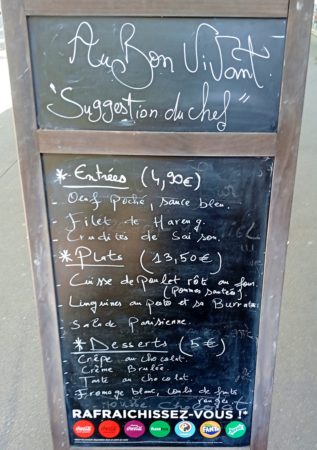 Au Bon Vivant.
"Suggestion du chef"
* Entrées (4,90€)
- Oeuf Poché, sauce bleu.
- Filet de Hareng.
- Crudités de Saison.
* Plats (13,50€)
- Cuisse de Poulet rôti au four.
(Pommes sautées)
- Linguines au pesto et sa Burrata.
- Salade Parisienne.
* Desserts (5€)
- Crêpe au chocolat.
- Crème Brulée.
- Tarte au chocolat.
- Fromage blanc, coulis de fruits
rouges
RAFRAICHISSEZ-VOUS !*
FANTA